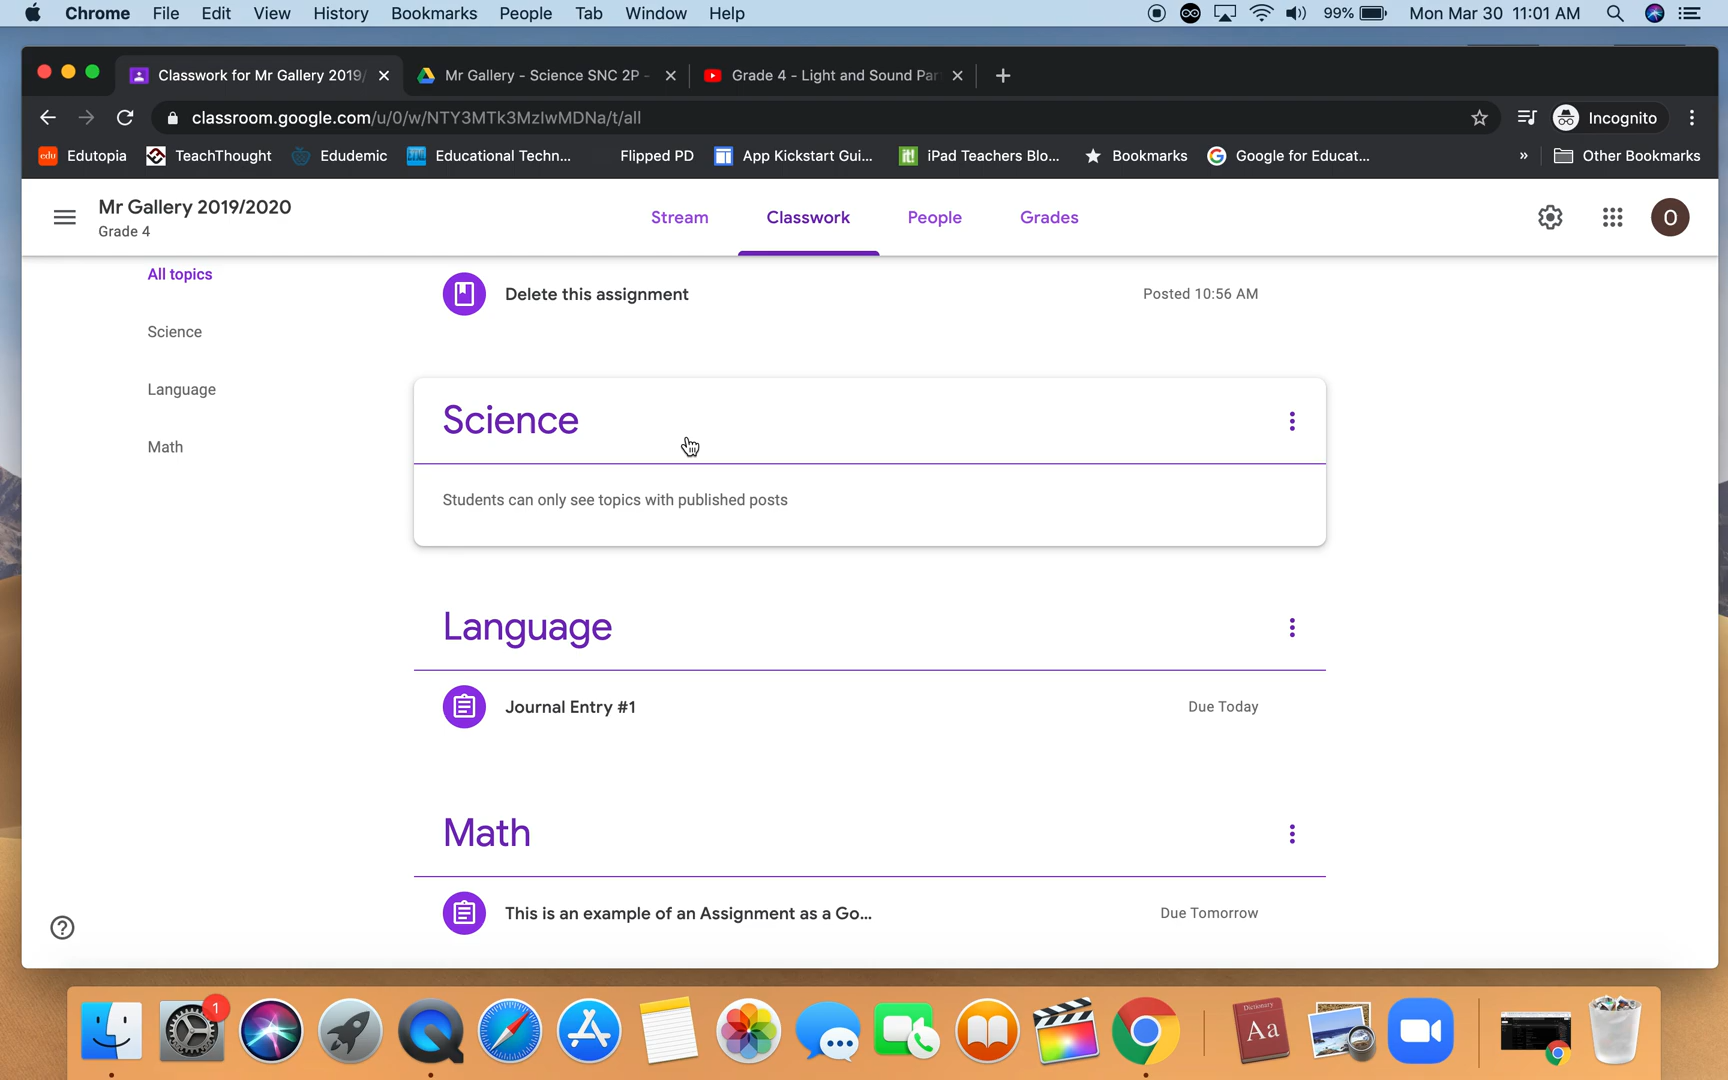 Chrome File Edit View History Bookmarks People Tab Window Help 99% Mon Mar 30 11:01 AM
Classwork for Mr Gallery 2019/ Mr Gallery - Science SNC 2P - Grade 4 - Light and Sound Par
classroom.google.com/u/0/w/NTY3MTk3MzIwMDNa/t/all Incognito
edu Edutopia TeachThought Edudemic Educational Techn... Flipped PD App Kickstart Gui... it! iPad Teachers Blo... Bookmarks Google for Educat... » Other Bookmarks
Mr Gallery 2019/2020
Grade 4
Stream Classwork People Grades
O
All topics
Science
Language
Math
Delete this assignment Posted 10:56 AM
Science
Students can only see topics with published posts
Language
Journal Entry #1 Due Today
Math
This is an example of an Assignment as a Go... Due Tomorrow
1
Dictionary
Aa